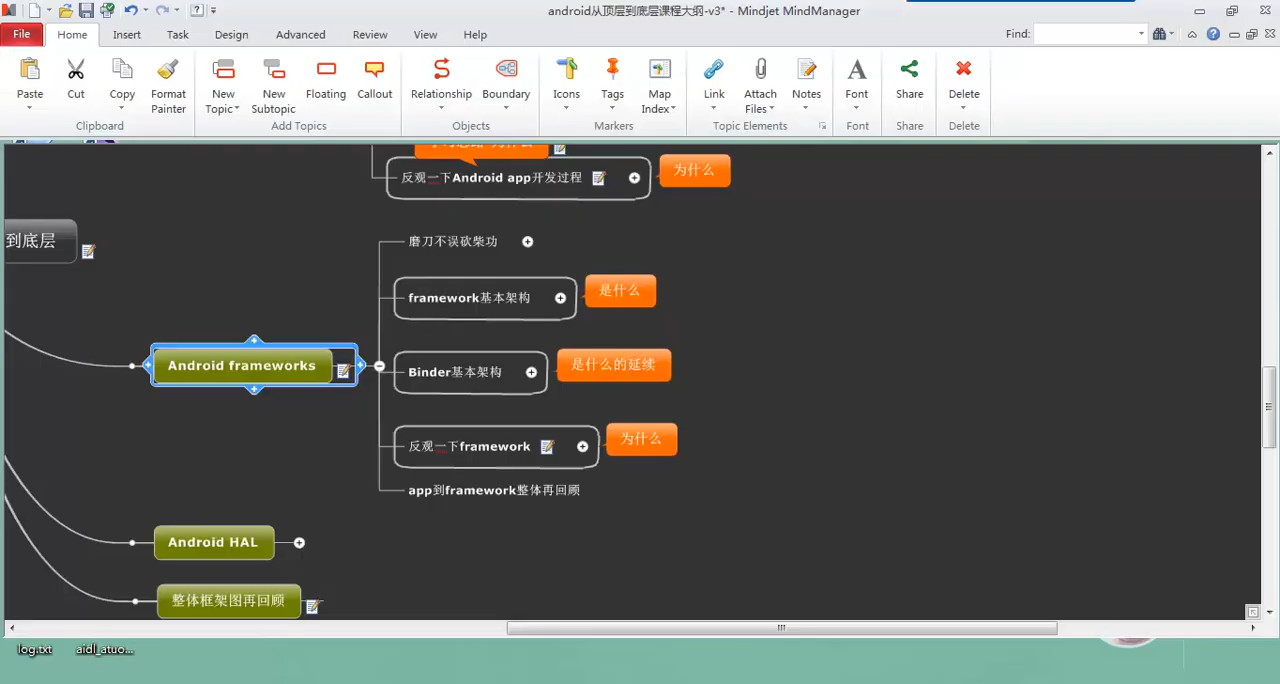 android从顶层到底层课程大纲-v3* - Mindjet MindManager
File Home Insert Task Design Advanced Review View Help Find:
Paste Cut Copy Format Painter New Topic New Subtopic Floating Callout Relationship Boundary Icons Tags Map Index Link Attach Files Notes Font Share Delete
Clipboard Add Topics Objects Markers Topic Elements Font Share Delete
反观一下Android app开发过程 为什么
到底层
磨刀不误砍柴功
framework基本架构 是什么
Android frameworks
Binder基本架构 是什么的延续
反观一下framework 为什么
app到framework整体再回顾
Android HAL
整体框架图再回顾
log.txt aidl_atuo...